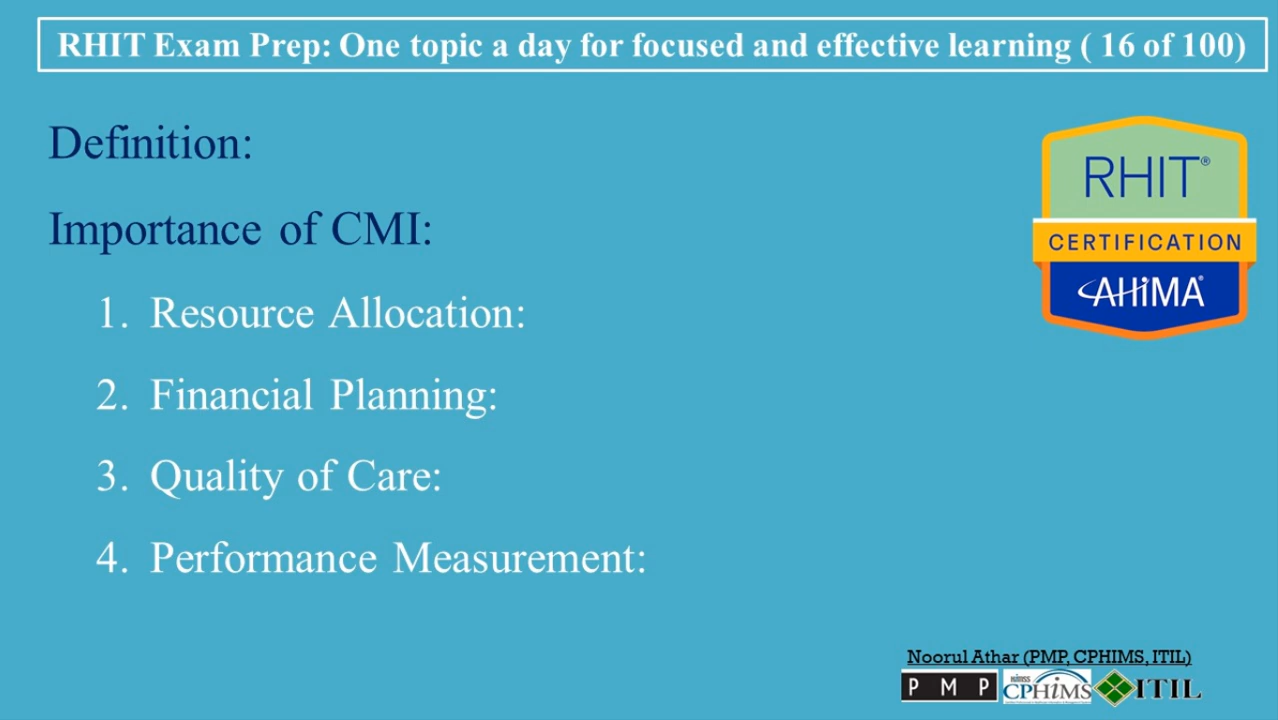 RHIT Exam Prep: One topic a day for focused and effective learning ( 16 of 100)
Definition:
Importance of CMI:
1. Resource Allocation:
2. Financial Planning:
3. Quality of Care:
4. Performance Measurement:
RHIT®
CERTIFICATION
AHiMA®
Noorul Athar (PMP, CPHIMS, ITIL)
P M P
himss
CPHiMS
ITIL